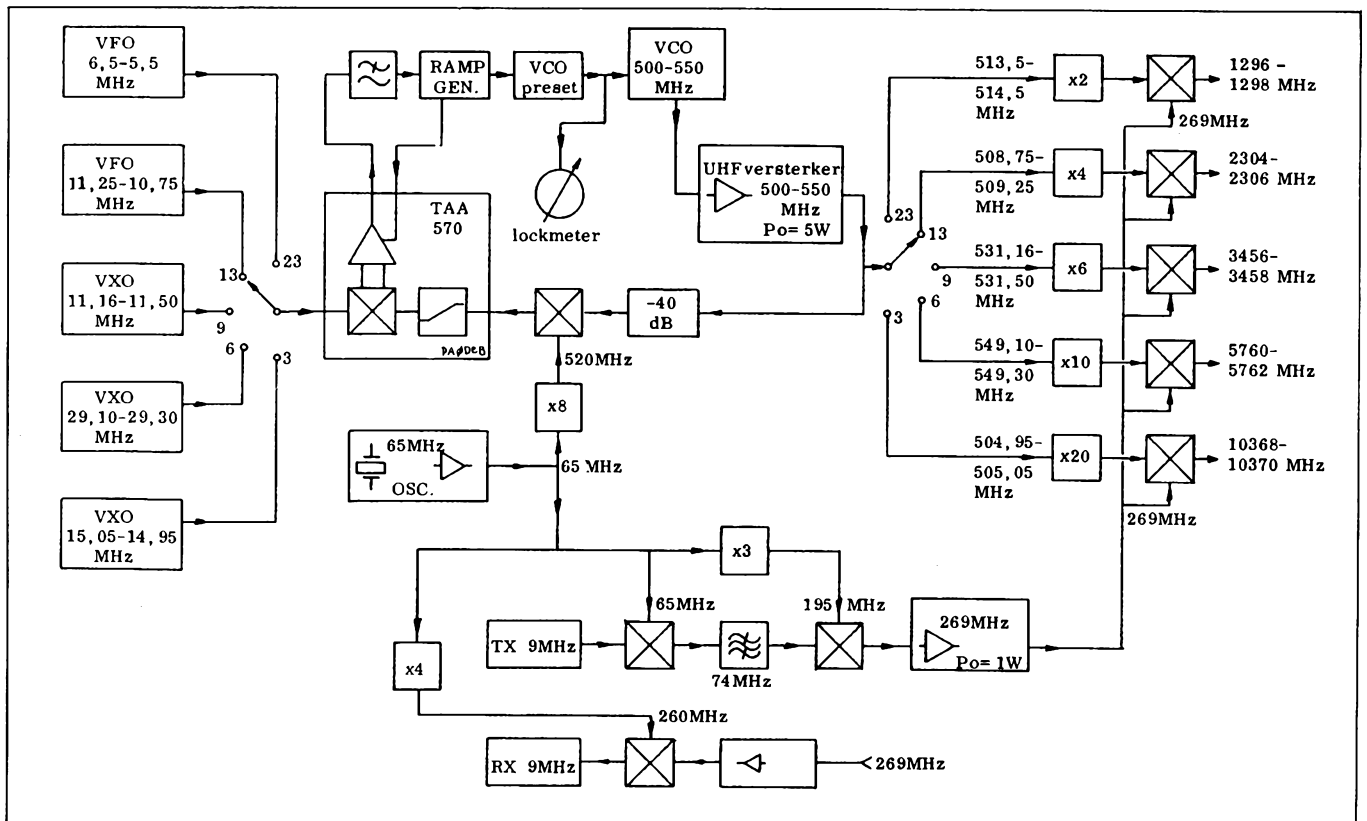 VFO
6,5-5,5
MHz
VFO
11,25-10,75
MHz
VXO
11,16-11,50
MHz
VXO
29,10-29,30
MHz
VXO
15,05-14,95
MHz
13
23
9
6
3
RAMP
GEN.
VCO
preset
VCO
500-550
MHz
lockmeter
TAA
570
PAØDEB
UHF versterker
500-550
MHz
Po= 5W
-40
dB
520MHz
x8
65MHz
OSC.
65 MHz
23
13
9
6
3
513,5-
514,5
MHz
x2
269MHz
1296 -
1298 MHz
508,75-
509,25
MHz
x4
2304-
2306 MHz
531,16-
531,50
MHz
x6
3456-
3458 MHz
549,10-
549,30
MHz
x10
5760-
5762 MHz
504,95-
505,05
MHz
x20
269MHz
10368-
10370 MHz
x3
65MHz
195 MHz
TX 9MHz
74MHz
269MHz
Po= 1W
x4
260MHz
RX 9MHz
269MHz